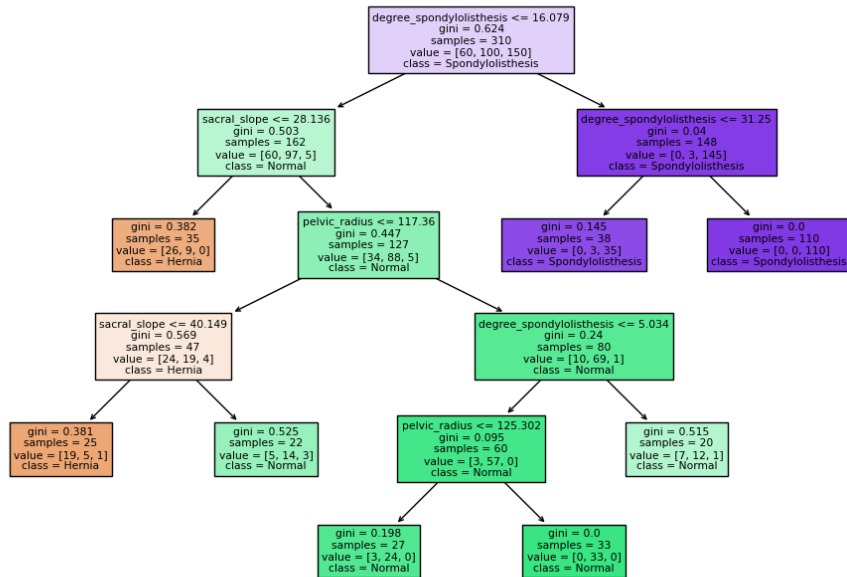 degree_spondylolisthesis <= 16.079
gini = 0.624
samples = 310
value = [60, 100, 150]
class = Spondylolisthesis
sacral_slope <= 28.136
gini = 0.503
samples = 162
value = [60, 97, 5]
class = Normal
degree_spondylolisthesis <= 31.25
gini = 0.04
samples = 148
value = [0, 3, 145]
class = Spondylolisthesis
gini = 0.382
samples = 35
value = [26, 9, 0]
class = Hernia
pelvic_radius <= 117.36
gini = 0.447
samples = 127
value = [34, 88, 5]
class = Normal
gini = 0.145
samples = 38
value = [0, 3, 35]
class = Spondylolisthesis
gini = 0.0
samples = 110
value = [0, 0, 110]
class = Spondylolisthesis
sacral_slope <= 40.149
gini = 0.569
samples = 47
value = [24, 19, 4]
class = Hernia
degree_spondylolisthesis <= 5.034
gini = 0.24
samples = 80
value = [10, 69, 1]
class = Normal
gini = 0.381
samples = 25
value = [19, 5, 1]
class = Hernia
gini = 0.525
samples = 22
value = [5, 14, 3]
class = Normal
pelvic_radius <= 125.302
gini = 0.095
samples = 60
value = [3, 57, 0]
class = Normal
gini = 0.515
samples = 20
value = [7, 12, 1]
class = Normal
gini = 0.198
samples = 27
value = [3, 24, 0]
class = Normal
gini = 0.0
samples = 33
value = [0, 33, 0]
class = Normal